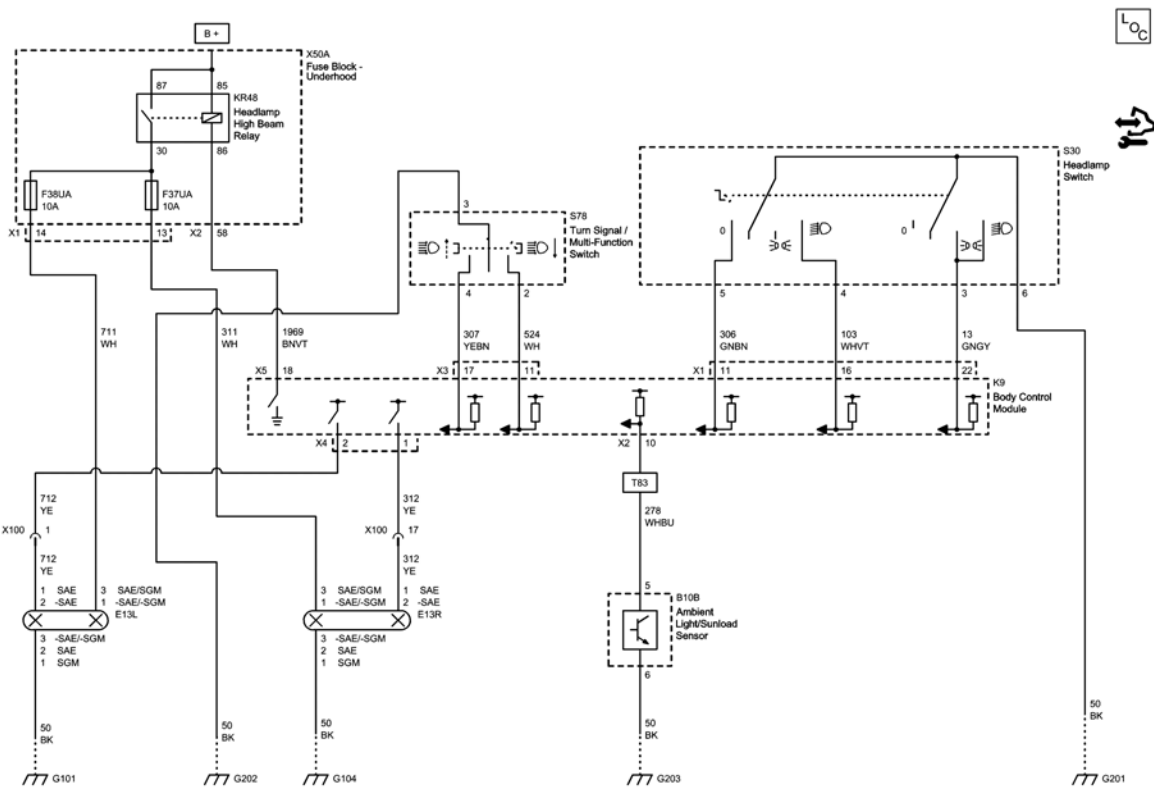 L O C
B +
X50A
Fuse Block -
Underhood
87 85
KR48
Headlamp
High Beam
Relay
30 86
F38UA
10A
F37UA
10A
X1 14 13 X2 58
3
S78
Turn Signal /
Multi-Function
Switch
4 2
S30
Headlamp
Switch
0 0
5 4 3 6
711
WH
311
WH
1969
BNVT
307
YEBN
524
WH
306
GNBN
103
WHVT
13
GNGY
X5 18 X3 17 11 X1 11 16 22
K9
Body Control
Module
X4 2 1 X2 10
T83
712
YE
312
YE
278
WHBU
X100 1 X100 17
712
YE
312
YE
1 SAE 3 SAE/SGM
2 -SAE 1 -SAE/-SGM
E13L
3 SAE/SGM 1 SAE
1 -SAE/-SGM 2 -SAE
E13R
3 -SAE/-SGM
2 SAE
1 SGM
3 -SAE/-SGM
2 SAE
1 SGM
5
B10B
Ambient
Light/Sunload
Sensor
6
50
BK
50
BK
50
BK
50
BK
50
BK
G101 G202 G104 G203 G201